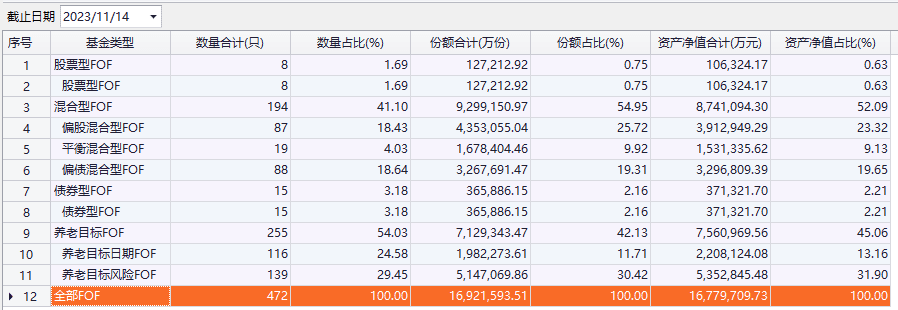 截止日期 2023/11/14
序号 基金类型 数量合计(只) 数量占比(%) 份额合计(万份) 份额占比(%) 资产净值合计(万元) 资产净值占比(%)
1 股票型FOF 8 1.69 127,212.92 0.75 106,324.17 0.63
2 股票型FOF 8 1.69 127,212.92 0.75 106,324.17 0.63
3 混合型FOF 194 41.10 9,299,150.97 54.95 8,741,094.30 52.09
4 偏股混合型FOF 87 18.43 4,353,055.04 25.72 3,912,949.29 23.32
5 平衡混合型FOF 19 4.03 1,678,404.46 9.92 1,531,335.62 9.13
6 偏债混合型FOF 88 18.64 3,267,691.47 19.31 3,296,809.39 19.65
7 债券型FOF 15 3.18 365,886.15 2.16 371,321.70 2.21
8 债券型FOF 15 3.18 365,886.15 2.16 371,321.70 2.21
9 养老目标FOF 255 54.03 7,129,343.47 42.13 7,560,969.56 45.06
10 养老目标日期FOF 116 24.58 1,982,273.61 11.71 2,208,124.08 13.16
11 养老目标风险FOF 139 29.45 5,147,069.86 30.42 5,352,845.48 31.90
12 全部FOF 472 100.00 16,921,593.51 100.00 16,779,709.73 100.00